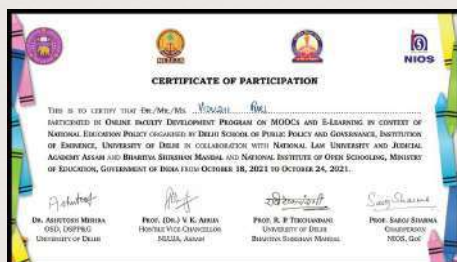 NIOS
CERTIFICATE OF PARTICIPATION
THIS IS TO CERTIFY THAT DR./MR./MS.
PARTICIPATED IN ONLINE FACULTY DEVELOPMENT PROGRAM ON MOOCS AND E-LEARNING IN CONTEXT OF
NATIONAL EDUCATION POLICY ORGANISED BY DELHI SCHOOL OF PUBLIC POLICY AND GOVERNANCE, INSTITUTION
OF EMINENCE, UNIVERSITY OF DELHI IN COLLABORATION WITH NATIONAL LAW UNIVERSITY AND JUDICIAL
ACADEMY ASSAM AND BHARTIYA SHIKSHAN MANDAL AND NATIONAL INSTITUTE OF OPEN SCHOOLING, MINISTRY
OF EDUCATION, GOVERNMENT OF INDIA FROM OCTOBER 18, 2021 TO OCTOBER 24, 2021.
Ashutosh
Saroj Sharma
DR. ASHUTOSH MISHRA
OSD, DSPP&G
UNIVERSITY OF DELHI
PROF. (DR.) V. K. AHUJA
HON'BLE VICE-CHANCELLOR
NLUJA, ASSAM
PROF. R. P. TEKCHANDANI
UNIVERSITY OF DELHI
BHARTIYA SHIKSHAN MANDAL
PROF. SAROJ SHARMA
CHAIRPERSON
NIOS, GOI